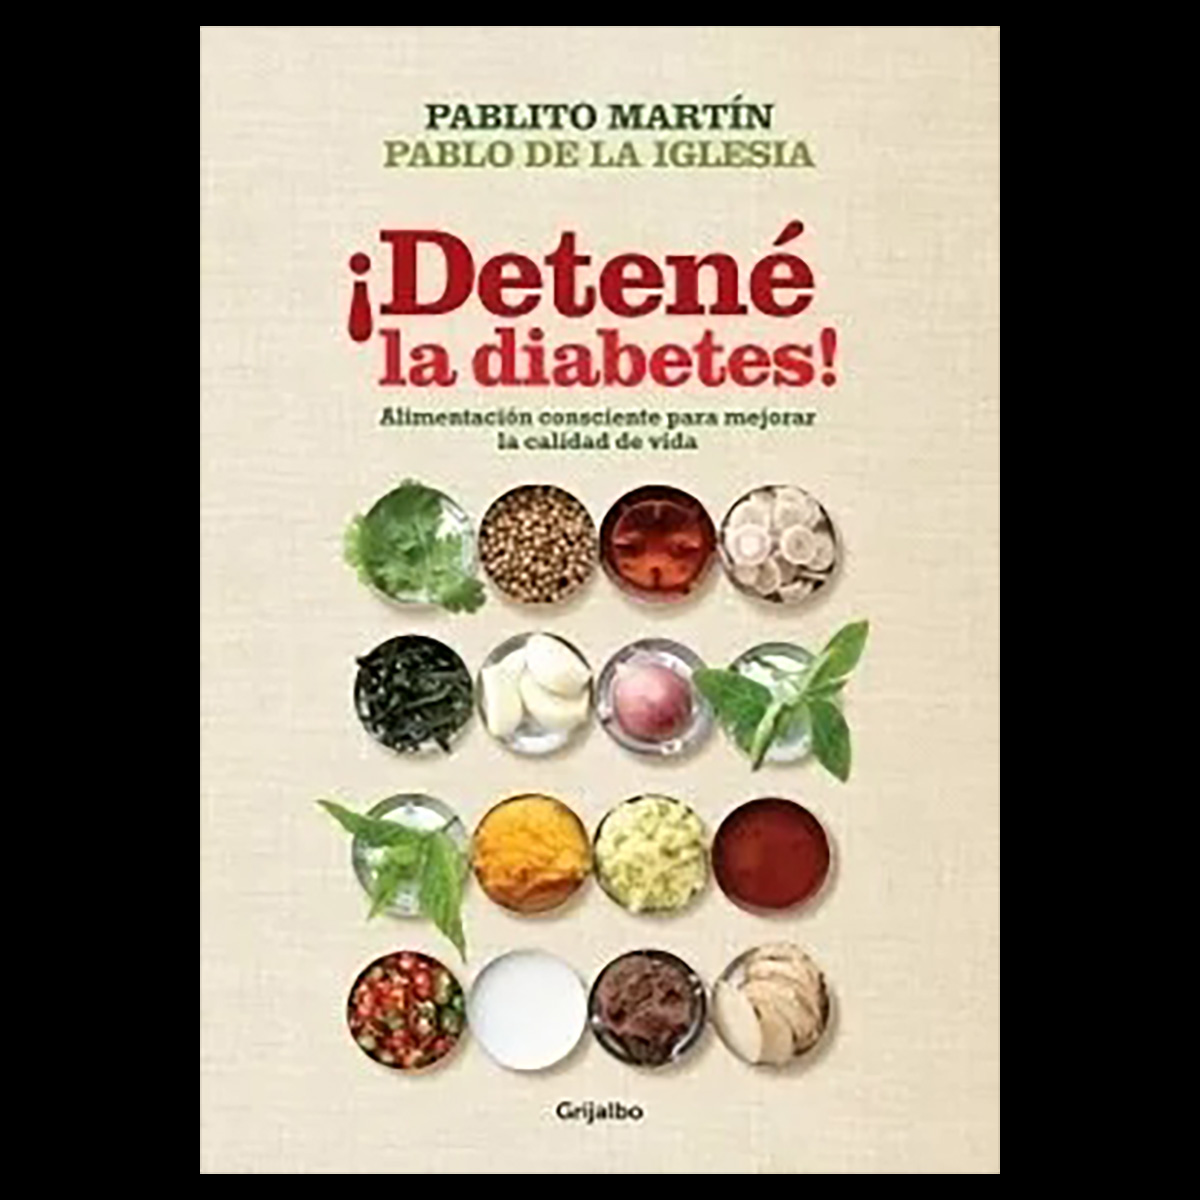 PABLITO MARTÍN
PABLO DE LA IGLESIA
¡Detené
la diabetes!
Alimentación consciente para mejorar
la calidad de vida
Grijalbo